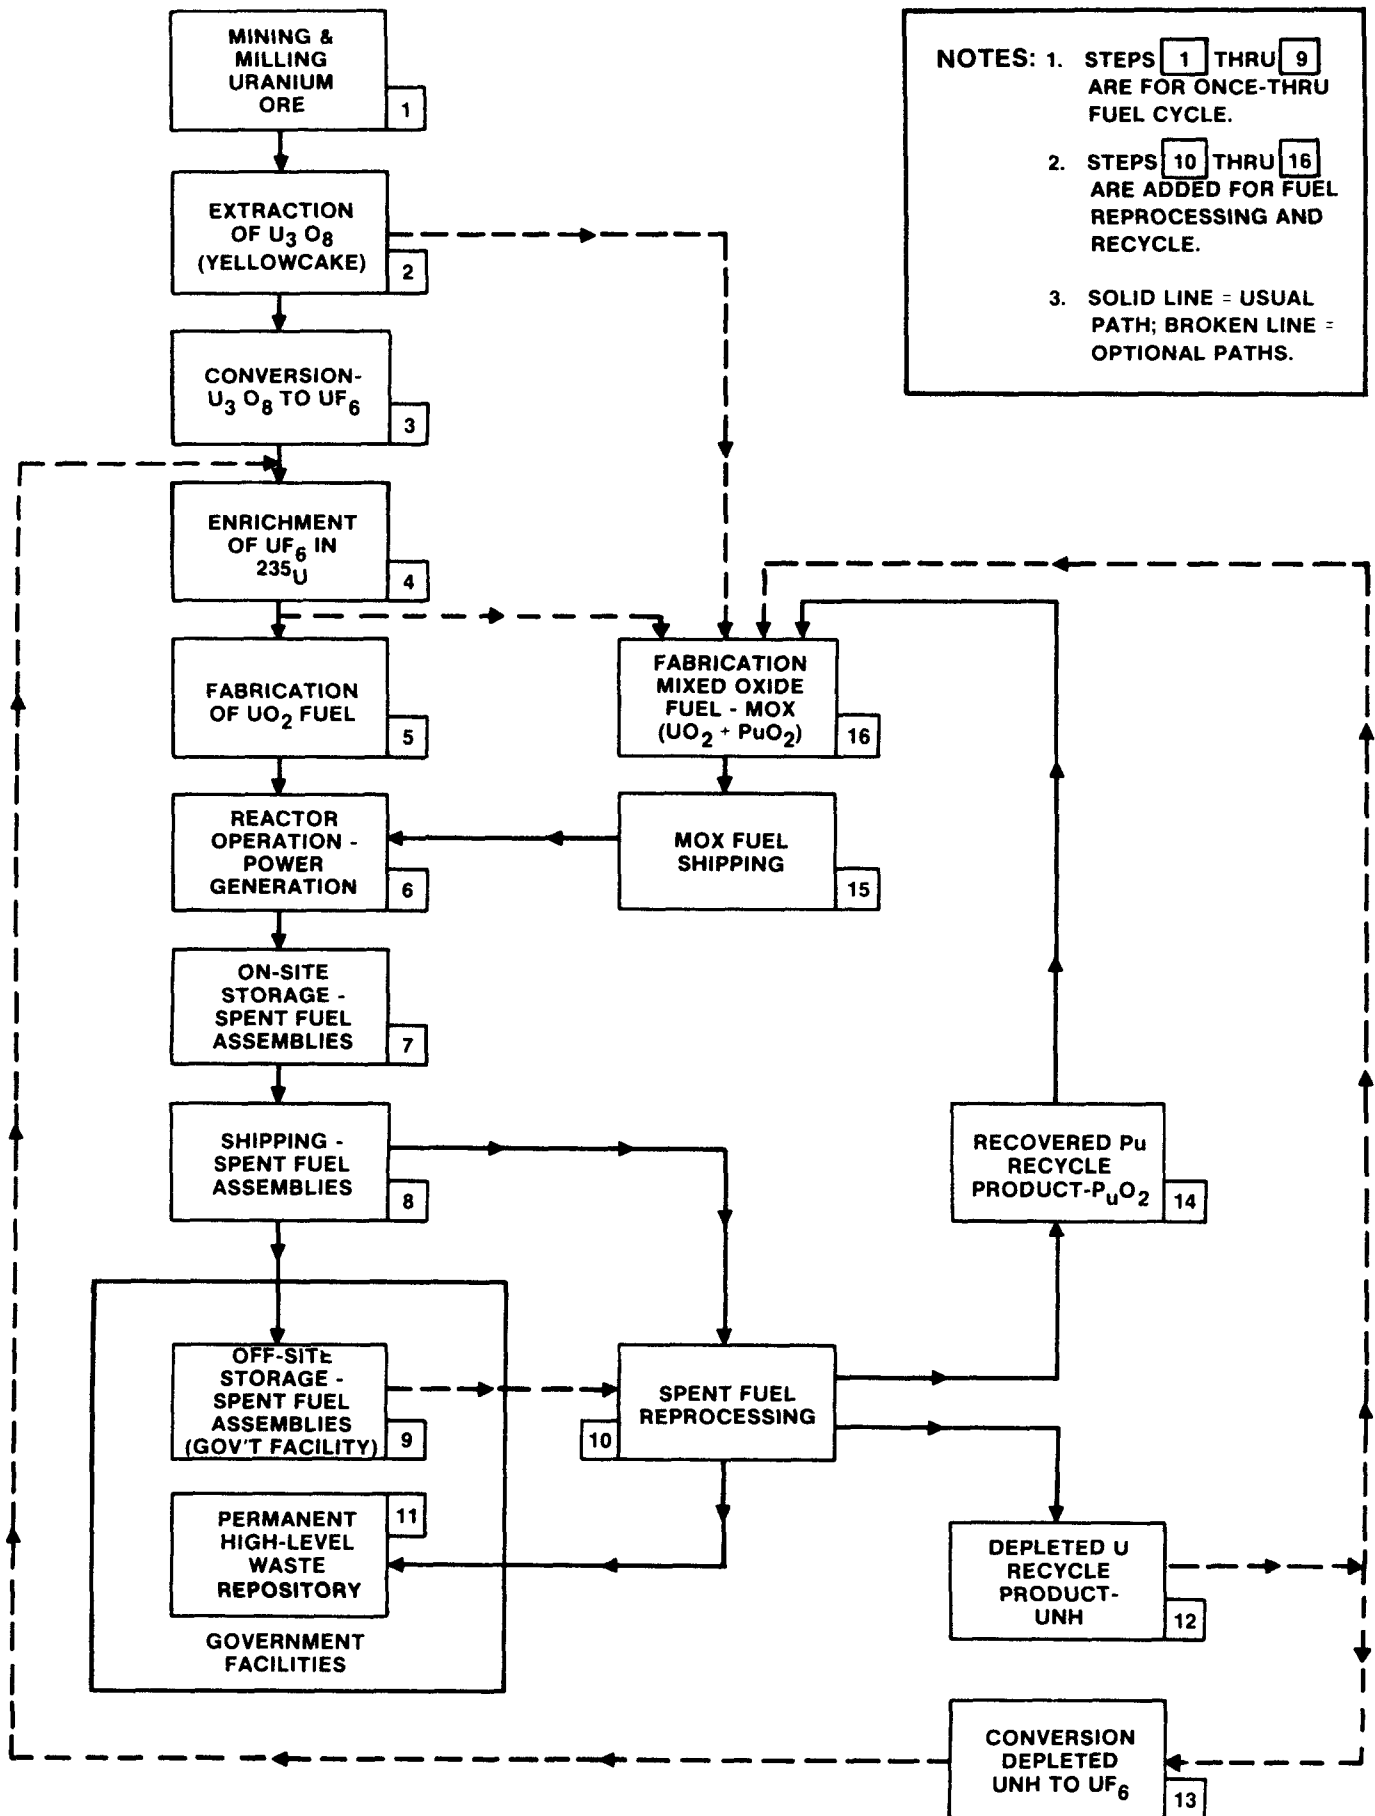 MINING &
MILLING
URANIUM
ORE
1
NOTES: 1. STEPS 1 THRU 9
ARE FOR ONCE-THRU
FUEL CYCLE.
2. STEPS 10 THRU 16
ARE ADDED FOR FUEL
REPROCESSING AND
RECYCLE.
3. SOLID LINE = USUAL
PATH; BROKEN LINE =
OPTIONAL PATHS.
EXTRACTION
OF U3 O8
(YELLOWCAKE)
2
CONVERSION-
U3 O8 TO UF6
3
ENRICHMENT
OF UF6 IN
235U
4
FABRICATION
OF UO2 FUEL
5
FABRICATION
MIXED OXIDE
FUEL - MOX
(UO2 + PuO2)
16
REACTOR
OPERATION -
POWER
GENERATION
6
MOX FUEL
SHIPPING
15
ON-SITE
STORAGE -
SPENT FUEL
ASSEMBLIES
7
SHIPPING -
SPENT FUEL
ASSEMBLIES
8
RECOVERED Pu
RECYCLE
PRODUCT-PuO2
14
OFF-SITE
STORAGE -
SPENT FUEL
ASSEMBLIES
(GOV'T FACILITY)
9
SPENT FUEL
REPROCESSING
10
11
PERMANENT
HIGH-LEVEL
WASTE
REPOSITORY
GOVERNMENT
FACILITIES
DEPLETED U
RECYCLE
PRODUCT-
UNH
12
CONVERSION
DEPLETED
UNH TO UF6
13